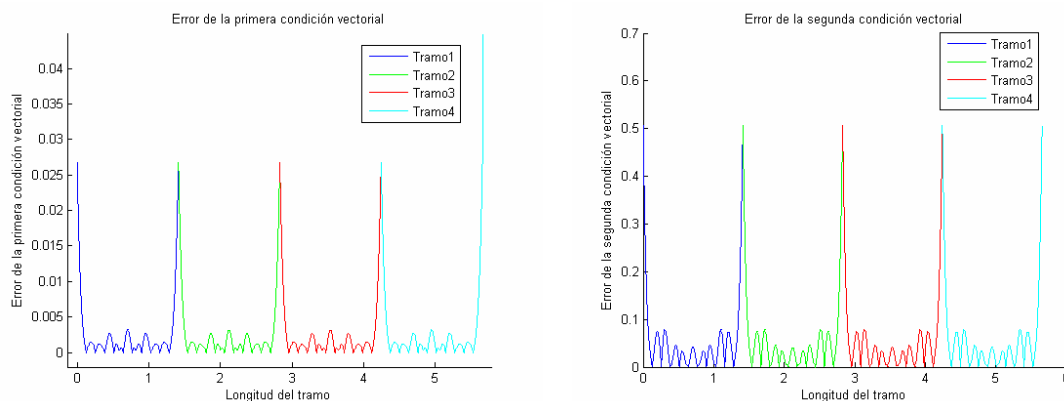 Error de la primera condición vectorial
Error de la primera condición vectorial
0.04
0.035
0.03
0.025
0.02
0.015
0.01
0.005
0
Tramo1
Tramo2
Tramo3
Tramo4
0 1 2 3 4 5
Longitud del tramo
Error de la segunda condición vectorial
Error de la segunda condición vectorial
0.7
0.6
0.5
0.4
0.3
0.2
0.1
0
Tramo1
Tramo2
Tramo3
Tramo4
0 1 2 3 4 5
Longitud del tramo